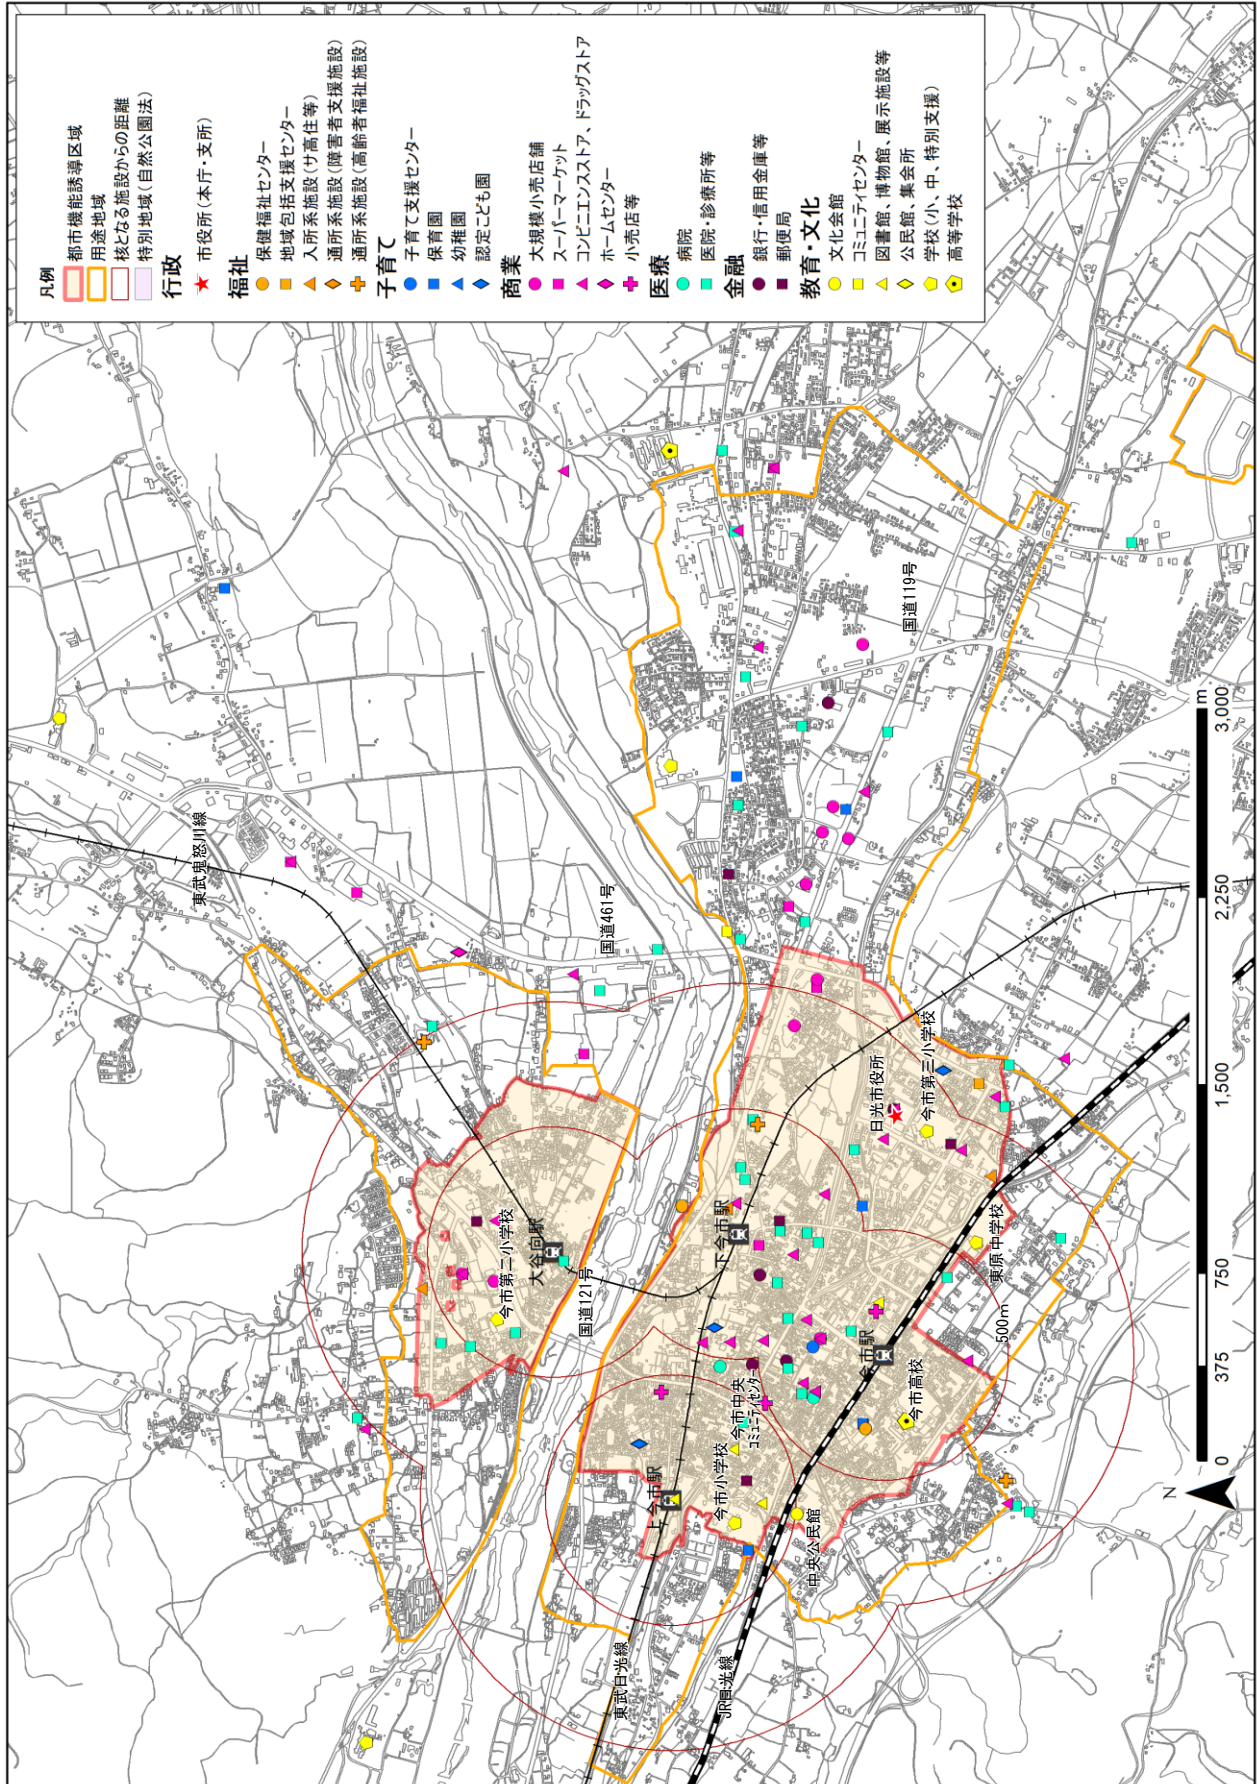 凡例
都市機能誘導区域
用途地域
核となる施設からの距離
特別地域(自然公園法)
行政
市役所(本庁・支所)
福祉
保健福祉センター
地域包括支援センター
入所系施設(サ高住等)
通所系施設(障害者支援施設)
通所系施設(高齢者福祉施設)
子育て
子育て支援センター
保育園
幼稚園
認定こども園
商業
大規模小売店舗
スーパーマーケット
コンビニエンスストア、ドラッグストア
ホームセンター
小売店等
医療
病院
医院・診療所等
金融
銀行・信用金庫等
郵便局
教育・文化
文化会館
コミュニティセンター
図書館、博物館、展示施設等
公民館、集会所
学校(小、中、特別支援)
高等学校
東武鬼怒川線
国道461号
国道119号
大谷向駅
今市第二小学校
国道121号
下今市駅
日光市役所
今市第三小学校
東原中学校
500m
今市駅
今市高校
今市中央
コミュニティセンター
今市小学校
上今市駅
中央公民館
東武日光線
JR日光線
N
0
375
750
1,500
2,250
3,000
m